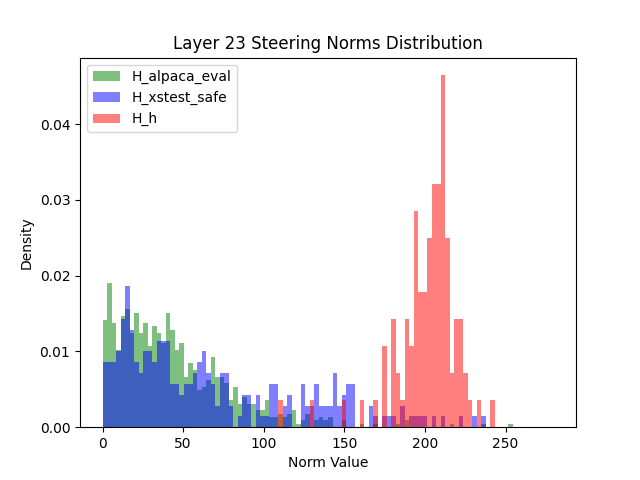 Layer 23 Steering Norms Distribution
H_alpaca_eval
H_xstest_safe
H_h
0.04
0.03
0.02
0.01
0.00
Density
0 50 100 150 200 250
Norm Value